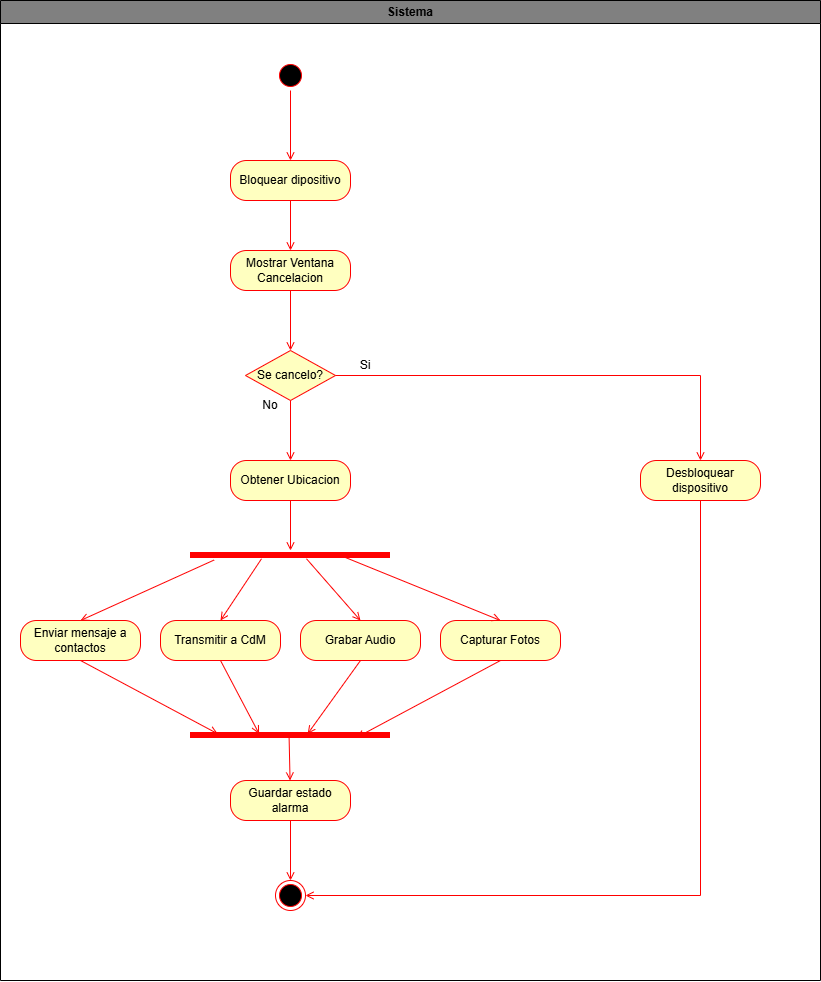 Sistema
Bloquear dipositivo
Mostrar Ventana
Cancelacion
Se cancelo?
Si
No
Obtener Ubicacion
Desbloquear
dispositivo
Enviar mensaje a
contactos
Transmitir a CdM
Grabar Audio
Capturar Fotos
Guardar estado
alarma